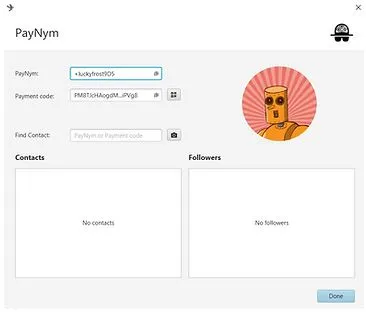 PayNym
PayNym: +luckyfrost9D5
Payment code: PM8TJcHAogdM...iPVg8
Find Contact: PayNym or Payment code
Contacts Followers
No contacts No followers
Done